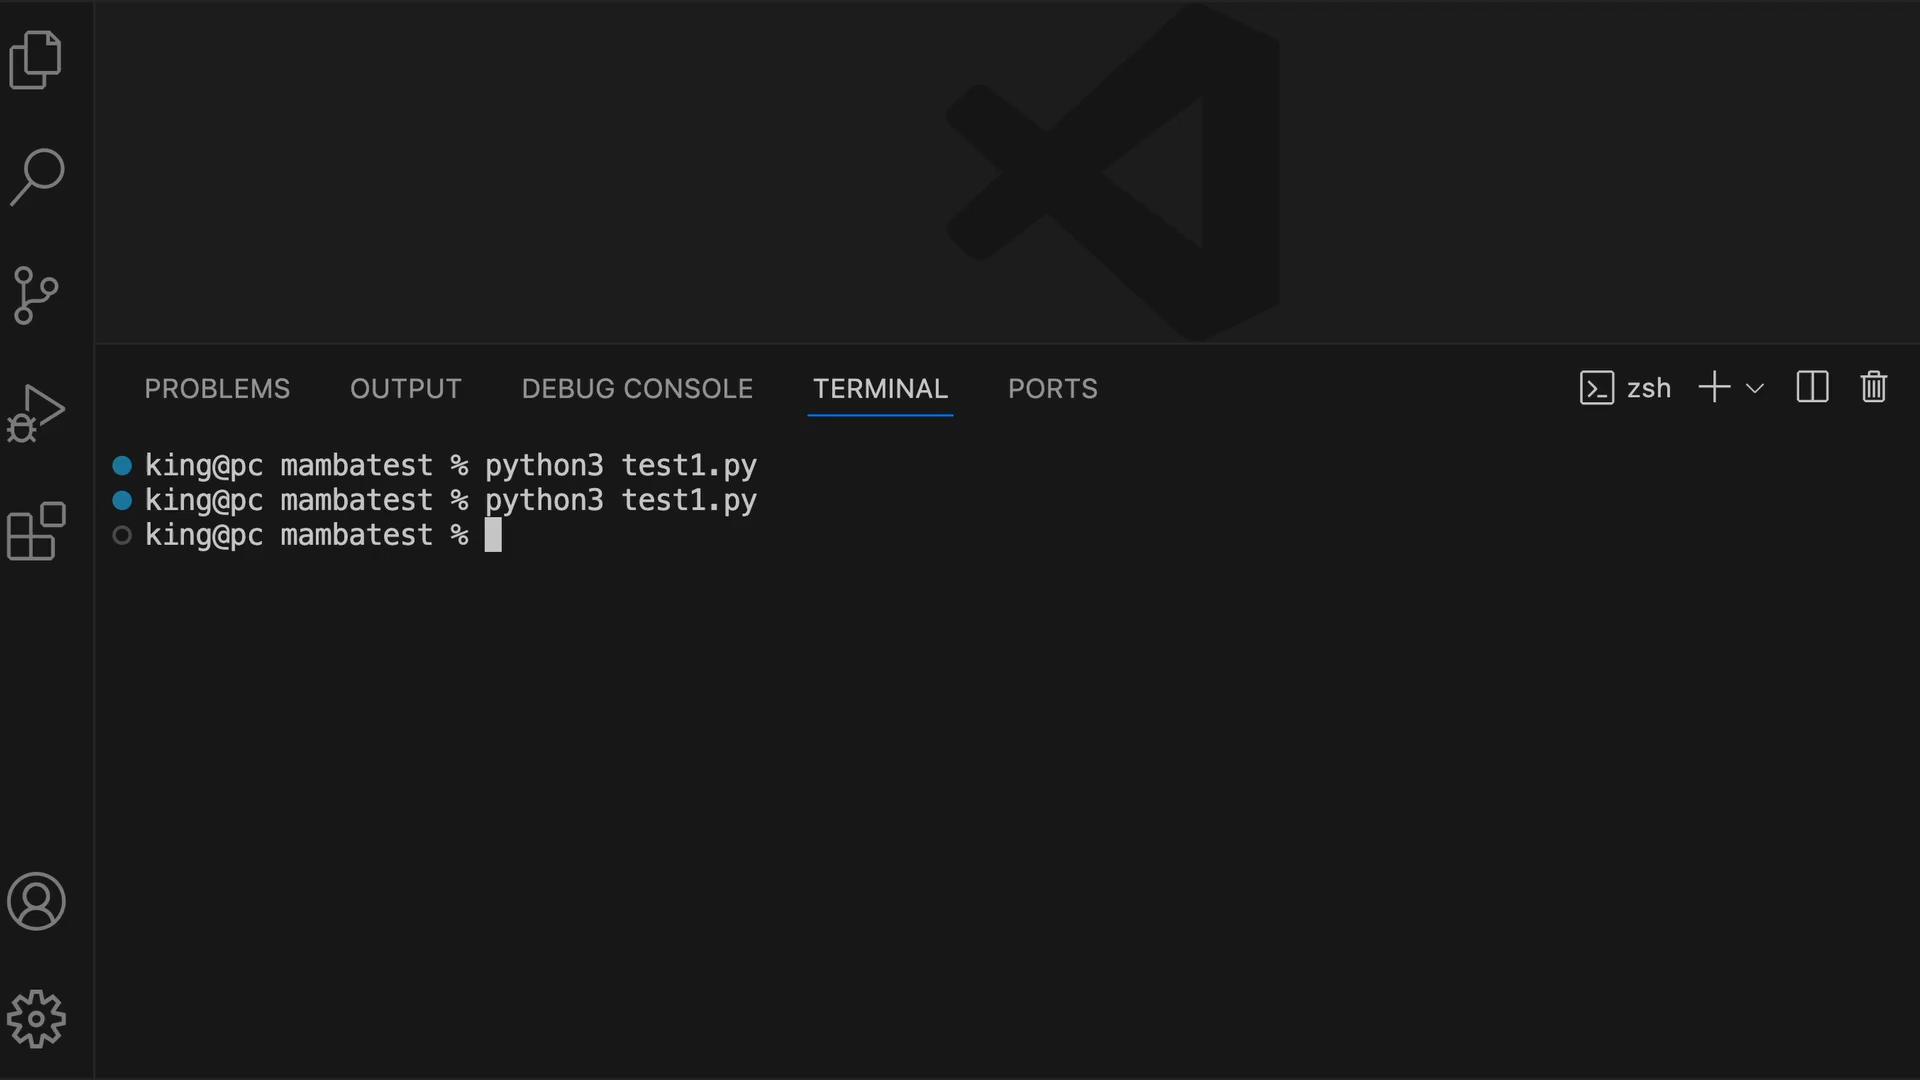 PROBLEMS OUTPUT DEBUG CONSOLE TERMINAL PORTS zsh
king@pc mambatest % python3 test1.py
king@pc mambatest % python3 test1.py
king@pc mambatest %